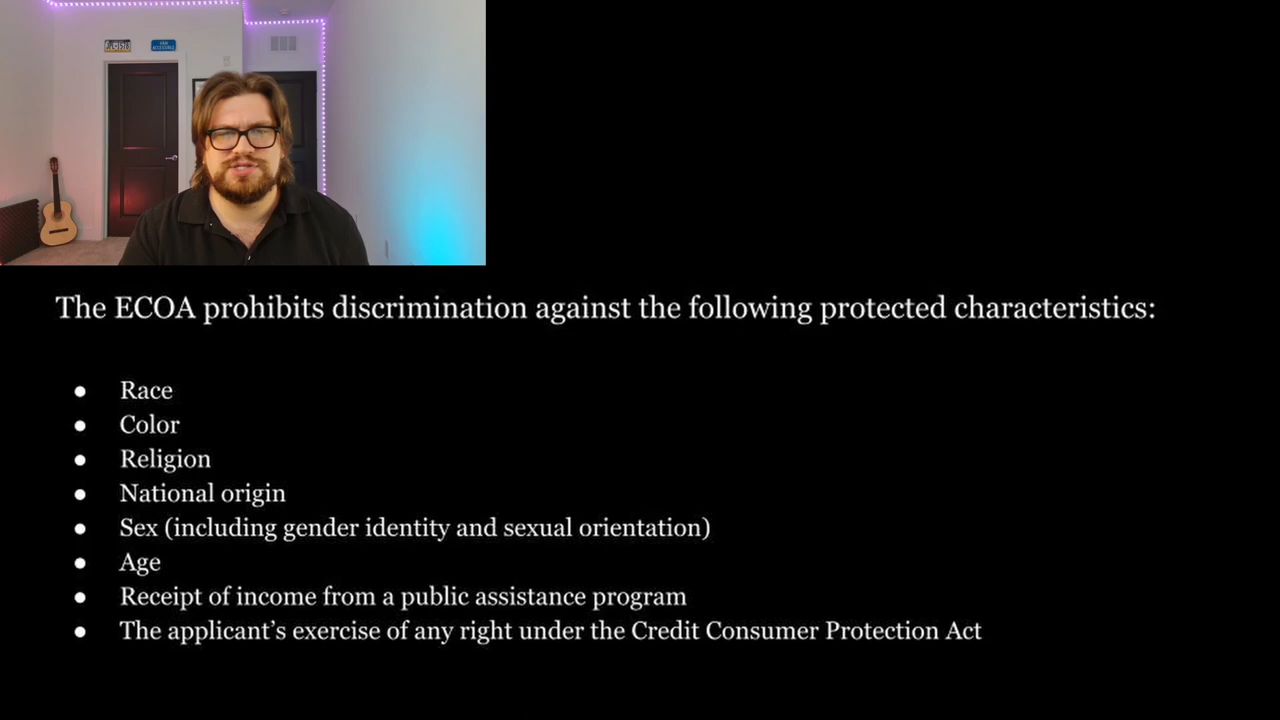 The ECOA prohibits discrimination against the following protected characteristics:
● Race
● Color
● Religion
● National origin
● Sex (including gender identity and sexual orientation)
● Age
● Receipt of income from a public assistance program
● The applicant’s exercise of any right under the Credit Consumer Protection Act